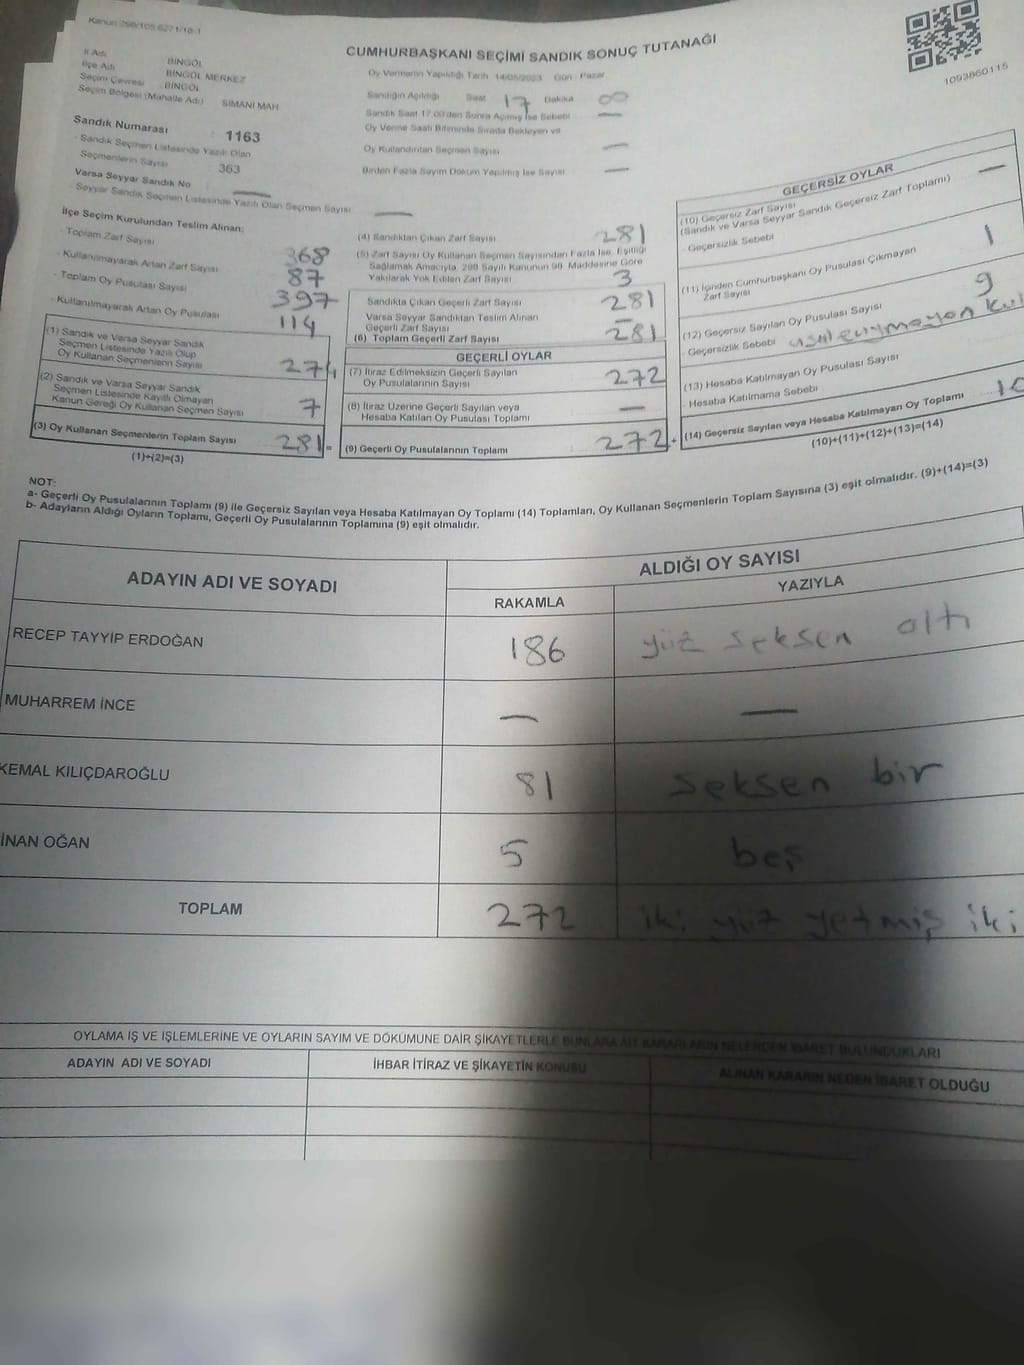 Kanun 298/105 6271/18-1
CUMHURBAŞKANI SEÇİMİ SANDIK SONUÇ TUTANAĞI
1093860115
İl Adı : BİNGÖL
İlçe Adı : BİNGÖL MERKEZ
Seçim Çevresi : BİNGÖL
Seçim Bölgesi (Mahalle Adı) : SİMANİ MAH
Sandık Numarası : 1163
- Sandık Seçmen Listesinde Yazılı Olan
Seçmenlerin Sayısı : 363
Varsa Seyyar Sandık No —
- Seyyar Sandık Seçmen Listesinde Yazılı Olan Seçmen Sayısı —
Oy Vermenin Yapıldığı Tarih 14/05/2023 Gün Pazar
Sandığın Açıldığı Saat 17 Dakika 00
Sandık Saat 17.00'den Sonra Açılmış İse Sebebi —
Oy Verme Saati Bitiminde Sırada Bekleyen ve
Oy Kullandırılan Seçmen Sayısı —
Birden Fazla Sayım Döküm Yapılmış İse Sayısı —
İlçe Seçim Kurulundan Teslim Alınan:
- Toplam Zarf Sayısı 368
- Kullanılmayarak Artan Zarf Sayısı 87
- Toplam Oy Pusulası Sayısı 397
- Kullanılmayarak Artan Oy Pusulası 114
(1) Sandık ve Varsa Seyyar Sandık
Seçmen Listesinde Yazılı Olup
Oy Kullanan Seçmenlerin Sayısı 274
(2) Sandık ve Varsa Seyyar Sandık
Seçmen Listesinde Kayıtlı Olmayan
Kanun Gereği Oy Kullanan Seçmen Sayısı 7
(3) Oy Kullanan Seçmenlerin Toplam Sayısı 281 =
(1)+(2)=(3)
(4) Sandıktan Çıkan Zarf Sayısı 281
(5) Zarf Sayısı Oy Kullanan Seçmen Sayısından Fazla İse, Eşitliği
Sağlamak Amacıyla, 298 Sayılı Kanunun 98. Maddesine Göre
Yakılarak Yok Edilen Zarf Sayısı 3
Sandıkta Çıkan Geçerli Zarf Sayısı 281
Varsa Seyyar Sandıktan Teslim Alınan
Geçerli Zarf Sayısı —
(6) Toplam Geçerli Zarf Sayısı 281
GEÇERLİ OYLAR
(7) İtiraz Edilmeksizin Geçerli Sayılan
Oy Pusulalarının Sayısı 272
(8) İtiraz Üzerine Geçerli Sayılan veya
Hesaba Katılan Oy Pusulası Toplamı —
(9) Geçerli Oy Pusulalarının Toplamı 272 +
GEÇERSİZ OYLAR
(10) Geçersiz Zarf Sayısı
(Sandık ve Varsa Seyyar Sandık Geçersiz Zarf Toplamı) —
- Geçersizlik Sebebi
(11) İçinden Cumhurbaşkanı Oy Pusulası Çıkmayan
Zarf Sayısı 1
(12) Geçersiz Sayılan Oy Pusulası Sayısı 9
- Geçersizlik Sebebi
(13) Hesaba Katılmayan Oy Pusulası Sayısı
- Hesaba Katılmama Sebebi
(14) Geçersiz Sayılan veya Hesaba Katılmayan Oy Toplamı 10
(10)+(11)+(12)+(13)=(14)
NOT:
a- Geçerli Oy Pusulalarının Toplamı (9) ile Geçersiz Sayılan veya Hesaba Katılmayan Oy Toplamı (14) Toplamları, Oy Kullanan Seçmenlerin Toplam Sayısına (3) eşit olmalıdır. (9)+(14)=(3)
b- Adayların Aldığı Oyların Toplamı, Geçerli Oy Pusulalarının Toplamına (9) eşit olmalıdır.
ADAYIN ADI VE SOYADI ALDIĞI OY SAYISI
RAKAMLA YAZIYLA
RECEP TAYYİP ERDOĞAN 186 yüz seksen altı
MUHARREM İNCE — —
KEMAL KILIÇDAROĞLU 81 seksen bir
İNAN OĞAN 5 beş
TOPLAM 272 iki yüz yetmiş iki
OYLAMA İŞ VE İŞLEMLERİNE VE OYLARIN SAYIM VE DÖKÜMÜNE DAİR ŞİKAYETLERLE BUNLARA AİT KARARLARIN NELERDEN İBARET BULUNDUKLARI
ADAYIN ADI VE SOYADI İHBAR İTİRAZ VE ŞİKAYETİN KONUSU ALINAN KARARIN NEDEN İBARET OLDUĞU